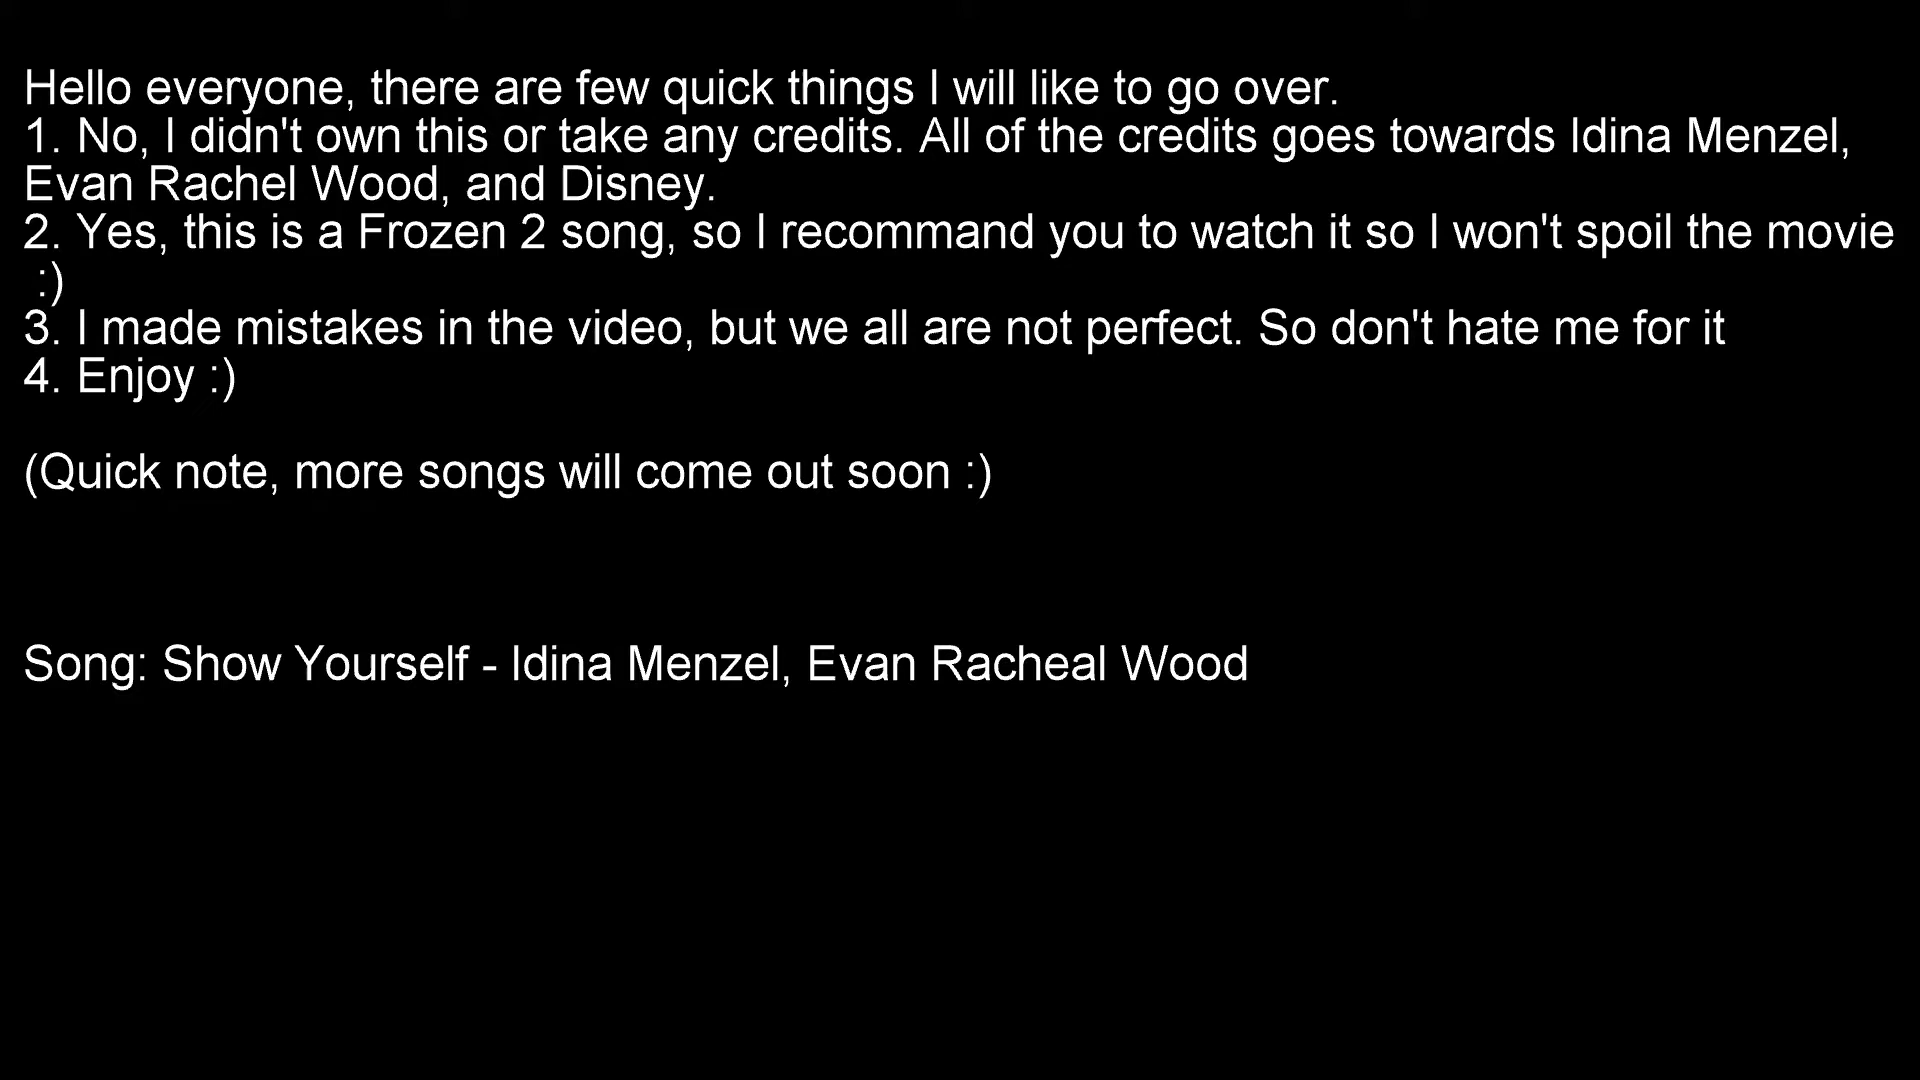 Hello everyone, there are few quick things I will like to go over.
1. No, I didn't own this or take any credits. All of the credits goes towards Idina Menzel,
Evan Rachel Wood, and Disney.
2. Yes, this is a Frozen 2 song, so I recommand you to watch it so I won't spoil the movie
:)
3. I made mistakes in the video, but we all are not perfect. So don't hate me for it
4. Enjoy :)
(Quick note, more songs will come out soon :)
Song: Show Yourself - Idina Menzel, Evan Racheal Wood